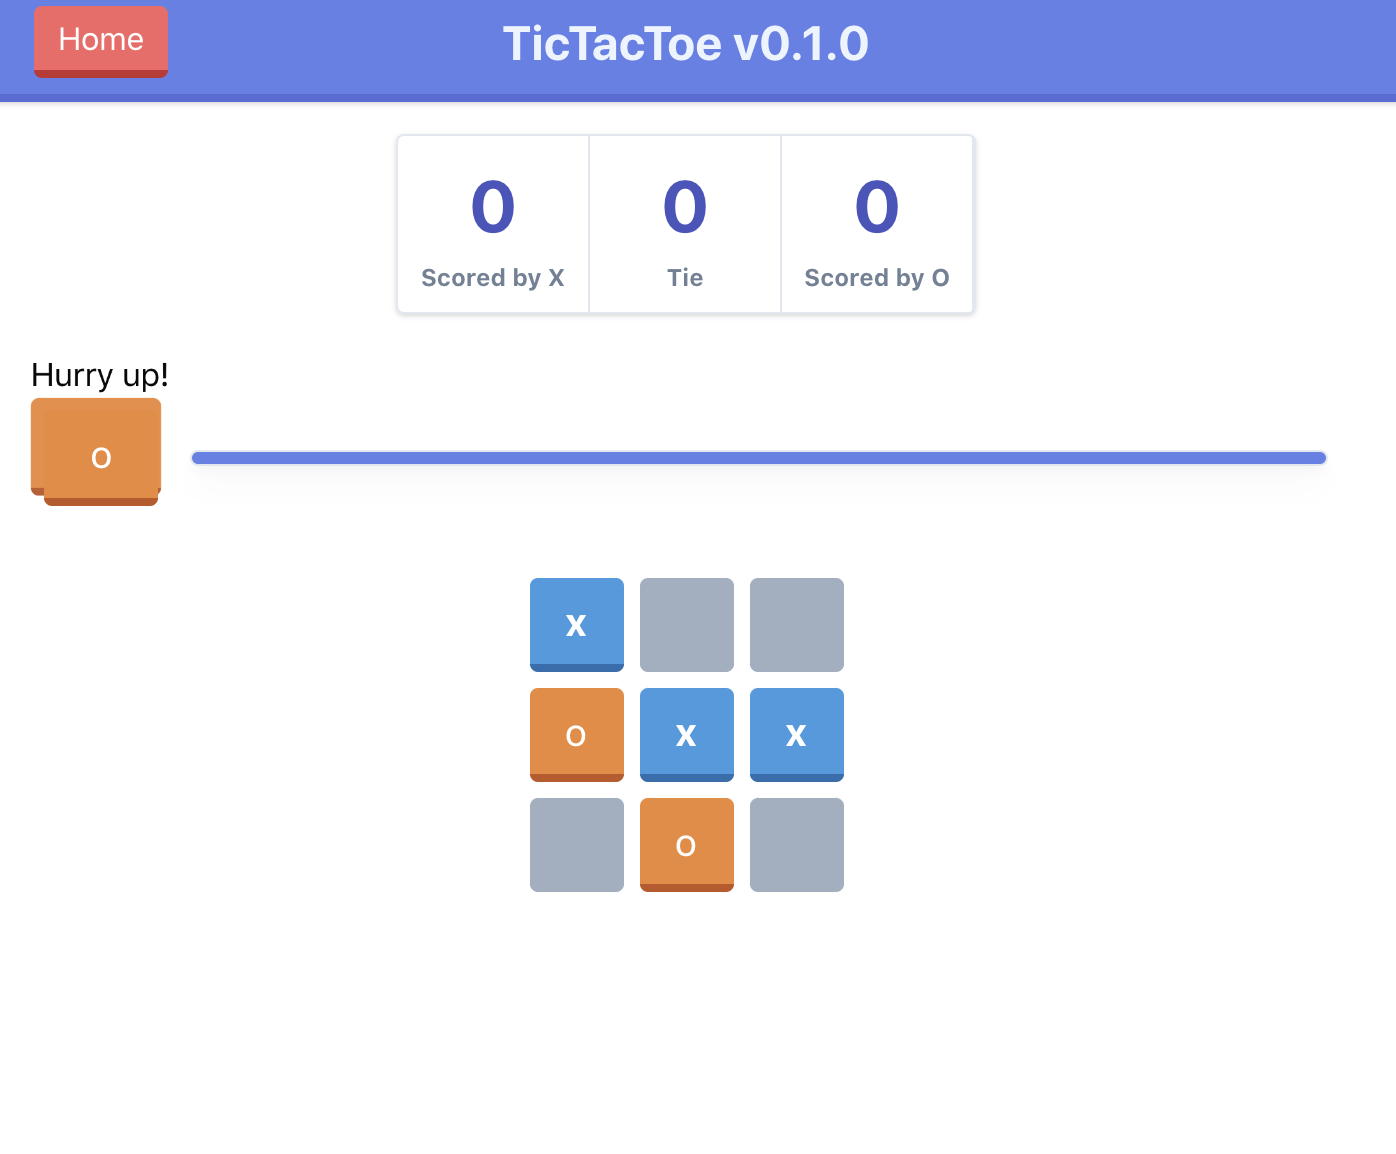 Home
TicTacToe v0.1.0
0 0 0
Scored by X Tie Scored by O
Hurry up!
o
x
o x x
o